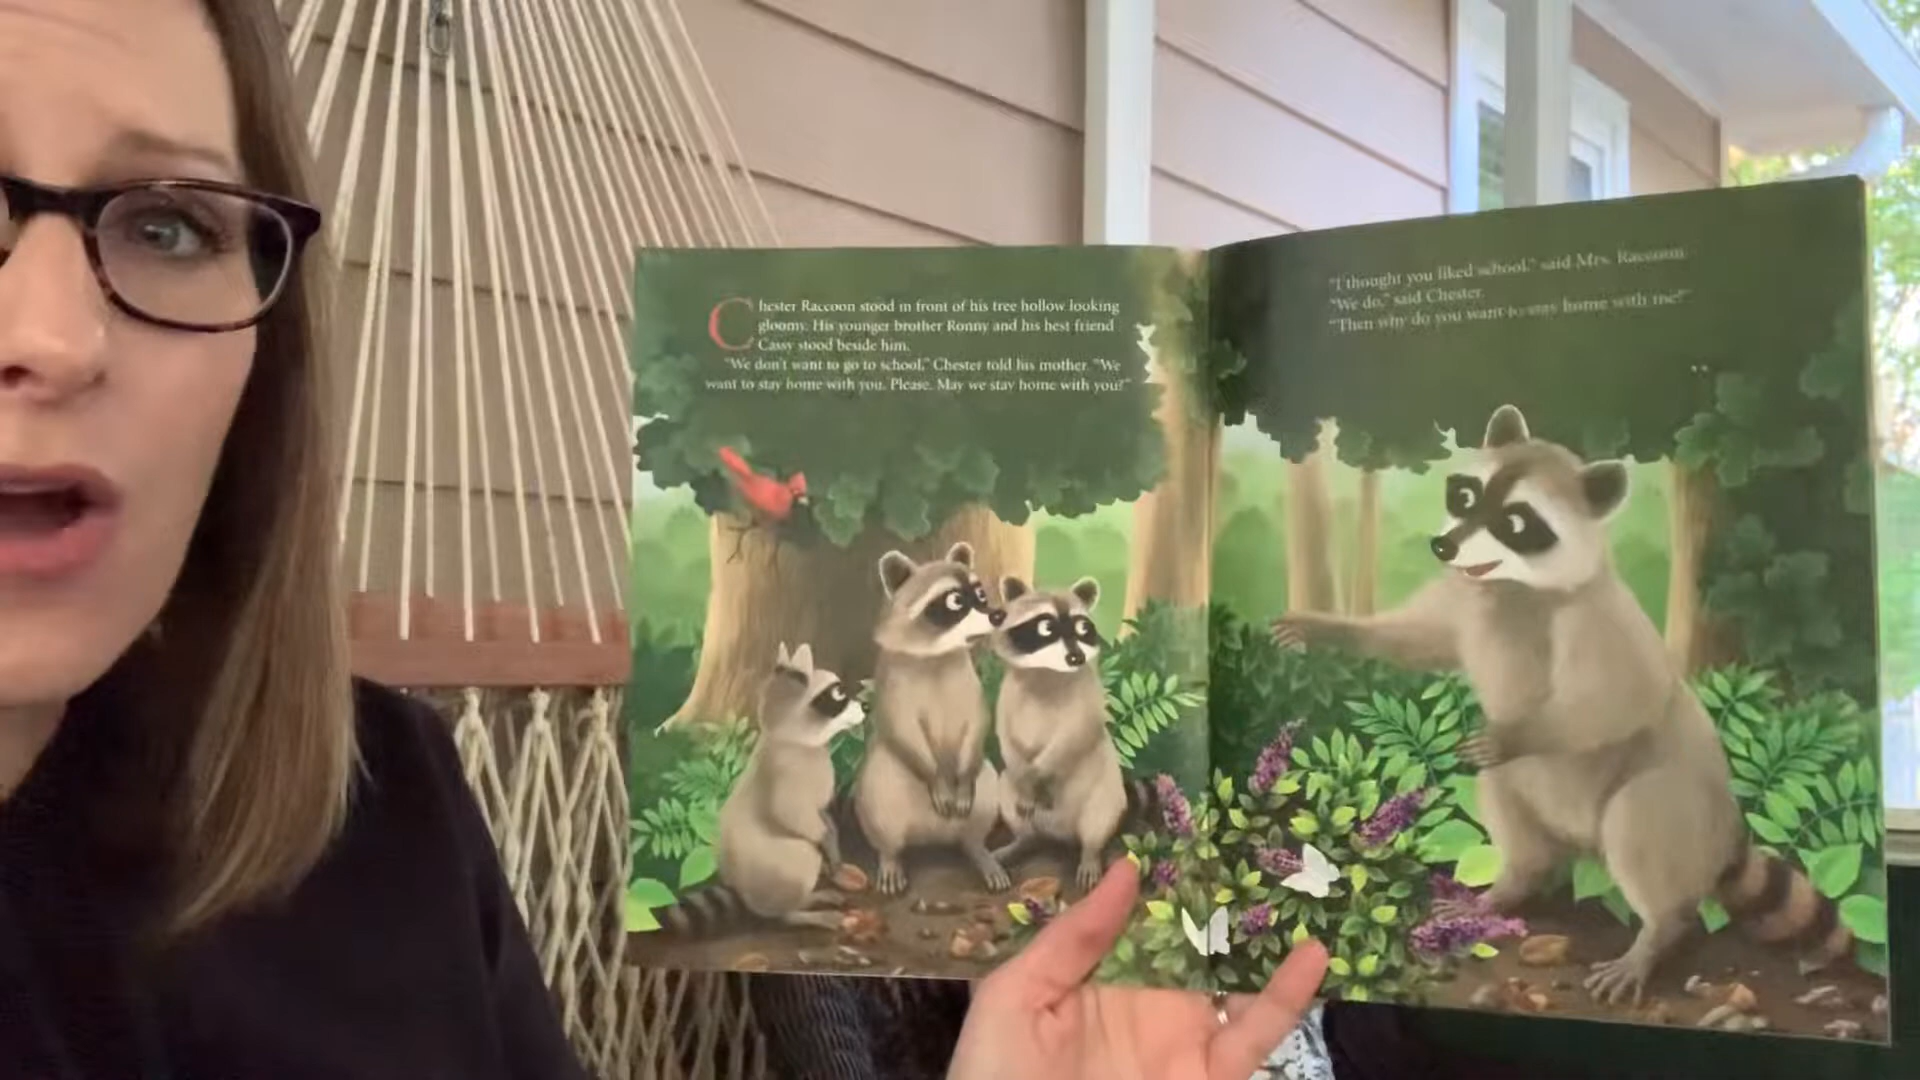 Chester Raccoon stood in front of his tree hollow looking
gloomy. His younger brother Ronny and his best friend
Cassy stood beside him.
"We don't want to go to school," Chester told his mother. "We
want to stay home with you. Please. May we stay home with you?"
"I thought you liked school," said Mrs. Raccoon.
"We do," said Chester.
"Then why do you want to stay home with me?"